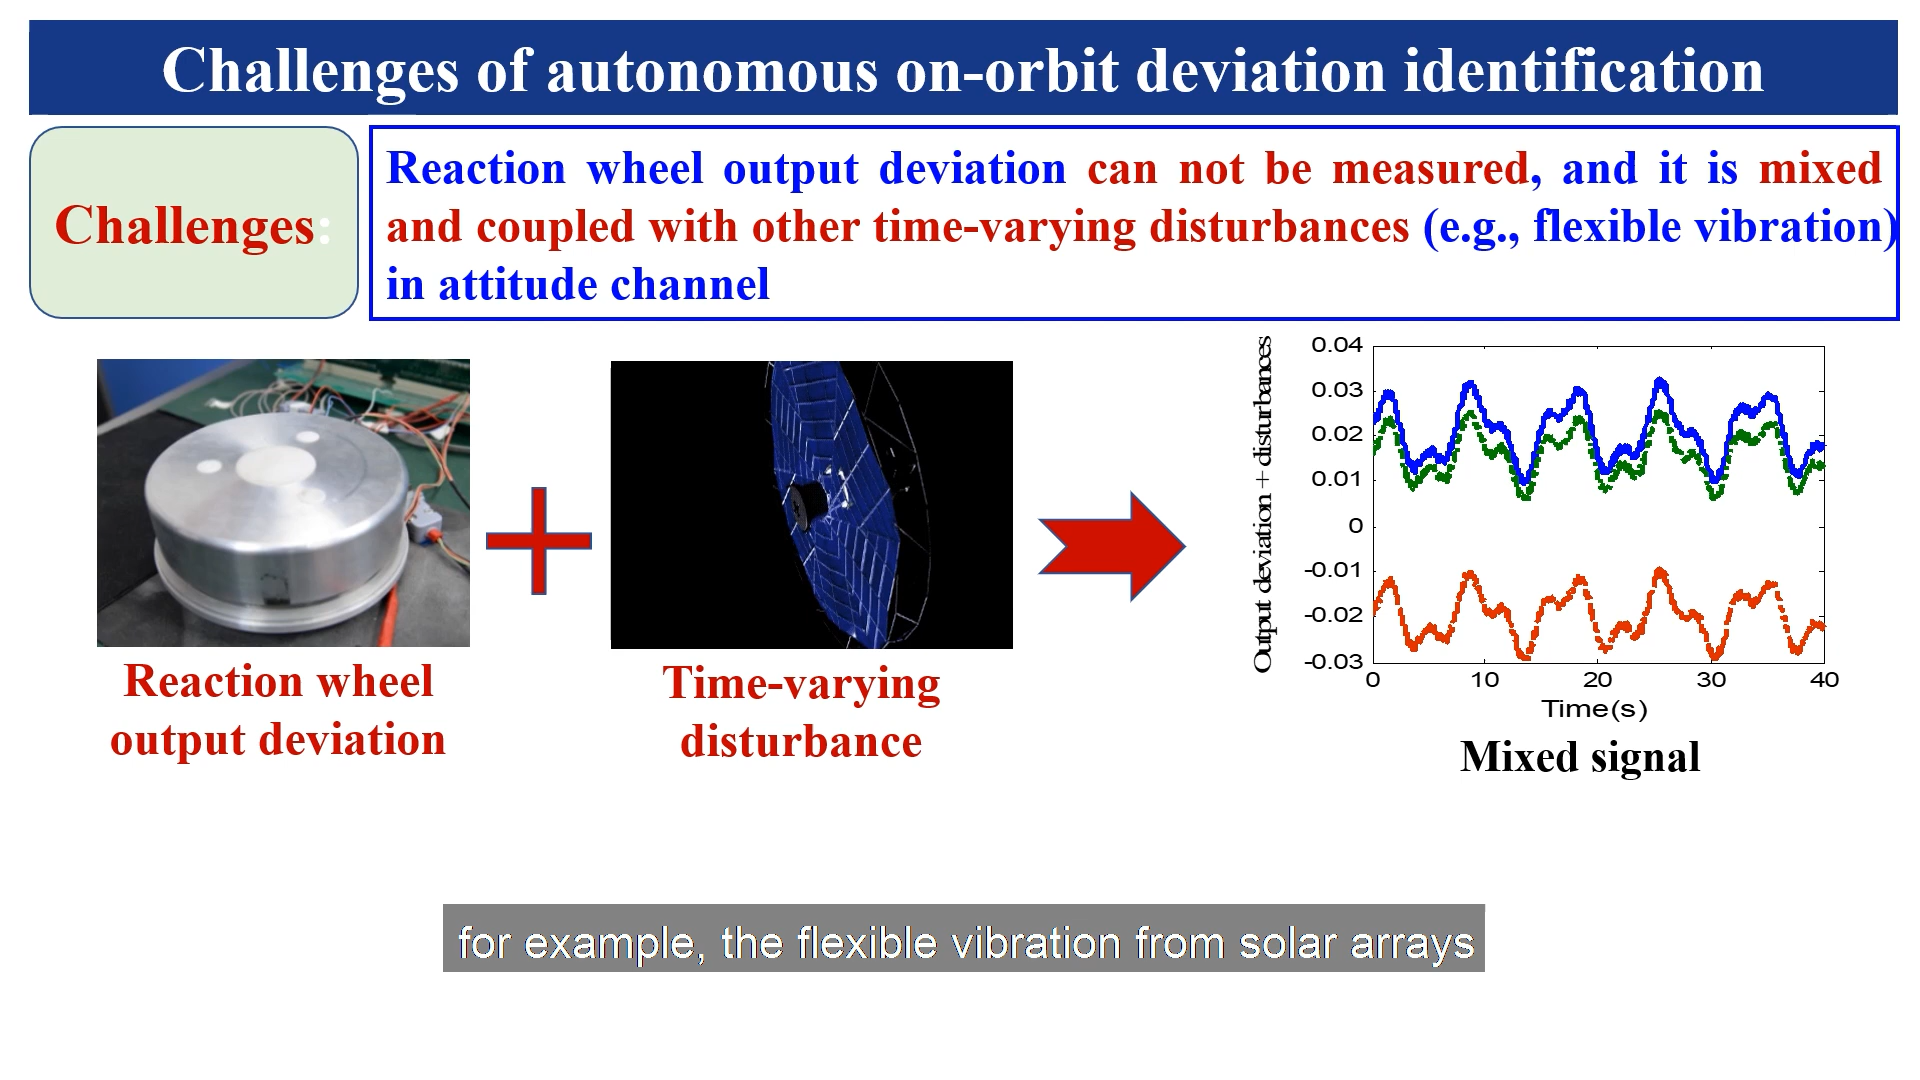 Challenges of autonomous on-orbit deviation identification
Challenges:
Reaction wheel output deviation can not be measured, and it is mixed
and coupled with other time-varying disturbances (e.g., flexible vibration)
in attitude channel
Reaction wheel
output deviation
Time-varying
disturbance
Output deviation + disturbances
0.04
0.03
0.02
0.01
0
-0.01
-0.02
-0.03
0 10 20 30 40
Time(s)
Mixed signal
for example, the flexible vibration from solar arrays